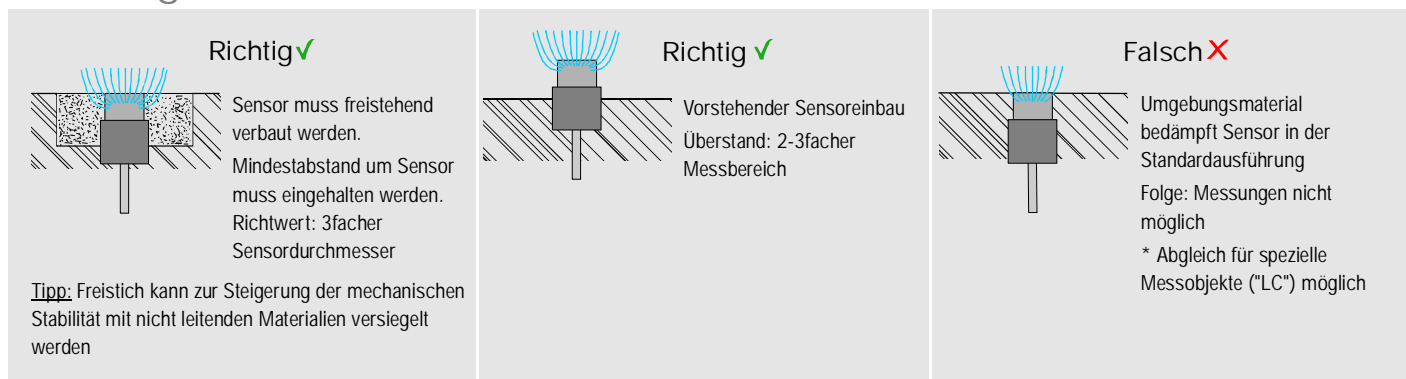 Richtig✓
Sensor muss freistehend
verbaut werden.
Mindestabstand um Sensor
muss eingehalten werden.
Richtwert: 3facher
Sensordurchmesser
Tipp: Freistich kann zur Steigerung der mechanischen
Stabilität mit nicht leitenden Materialien versiegelt
werden
Richtig ✓
Vorstehender Sensoreinbau
Überstand: 2-3facher
Messbereich
Falsch✗
Umgebungsmaterial
bedämpft Sensor in der
Standardausführung
Folge: Messungen nicht
möglich
* Abgleich für spezielle
Messobjekte ("LC") möglich